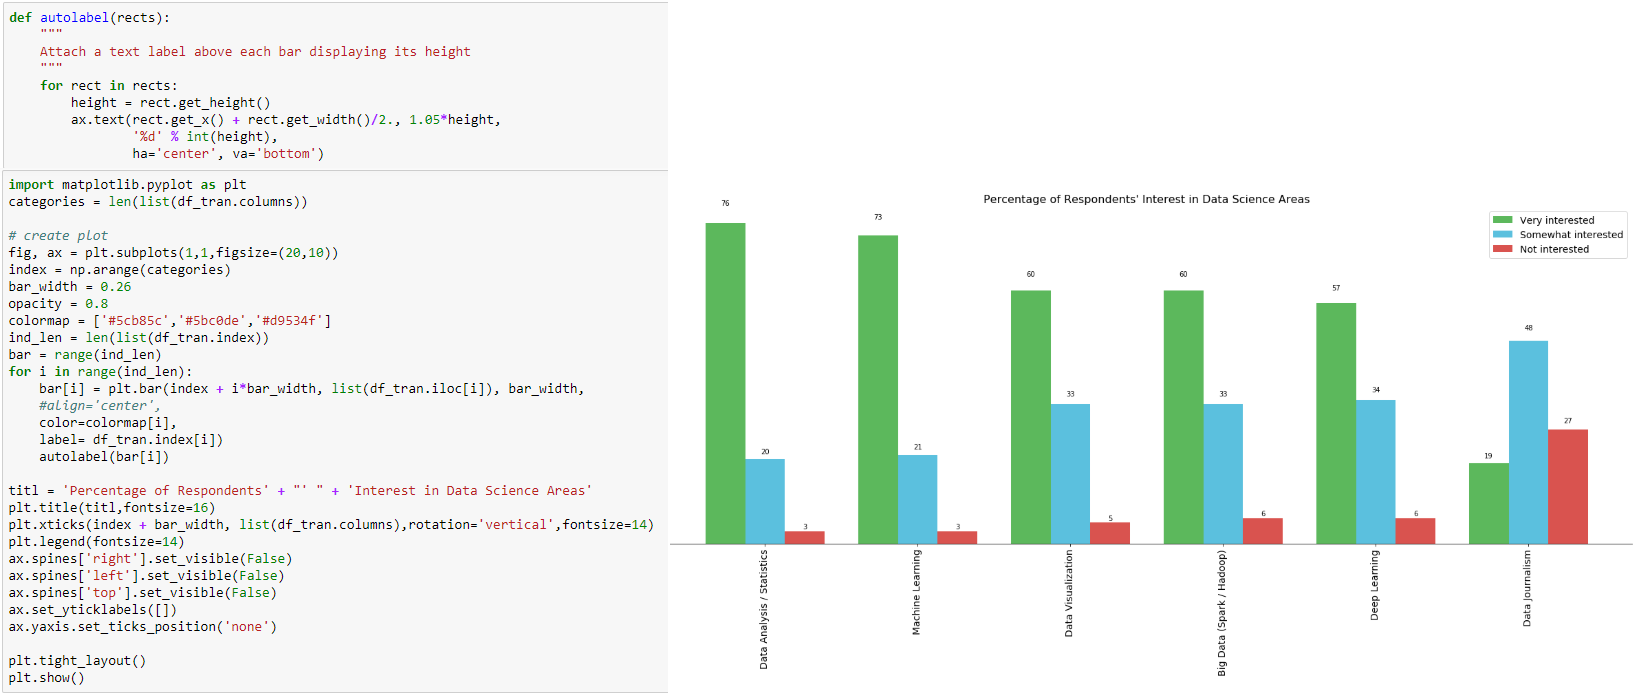 def autolabel(rects):
    """
    Attach a text label above each bar displaying its height
    """
    for rect in rects:
        height = rect.get_height()
        ax.text(rect.get_x() + rect.get_width()/2., 1.05*height,
                '%d' % int(height),
                ha='center', va='bottom')
import matplotlib.pyplot as plt
categories = len(list(df_tran.columns))
# create plot
fig, ax = plt.subplots(1,1,figsize=(20,10))
index = np.arange(categories)
bar_width = 0.26
opacity = 0.8
colormap = ['#5cb85c','#5bc0de','#d9534f']
ind_len = len(list(df_tran.index))
bar = range(ind_len)
for i in range(ind_len):
    bar[i] = plt.bar(index + i*bar_width, list(df_tran.iloc[i]), bar_width,
    #align='center',
    color=colormap[i],
    label= df_tran.index[i])
    autolabel(bar[i])
titl = 'Percentage of Respondents' + "' " + 'Interest in Data Science Areas'
plt.title(titl,fontsize=16)
plt.xticks(index + bar_width, list(df_tran.columns),rotation='vertical',fontsize=14)
plt.legend(fontsize=14)
ax.spines['right'].set_visible(False)
ax.spines['left'].set_visible(False)
ax.spines['top'].set_visible(False)
ax.set_yticklabels([])
ax.yaxis.set_ticks_position('none')
plt.tight_layout()
plt.show()
Percentage of Respondents' Interest in Data Science Areas
Very interested
Somewhat interested
Not interested
76
20
3
73
21
3
60
33
5
60
33
6
57
34
6
19
48
27
Data Analysis / Statistics
Machine Learning
Data Visualization
Big Data (Spark / Hadoop)
Deep Learning
Data Journalism